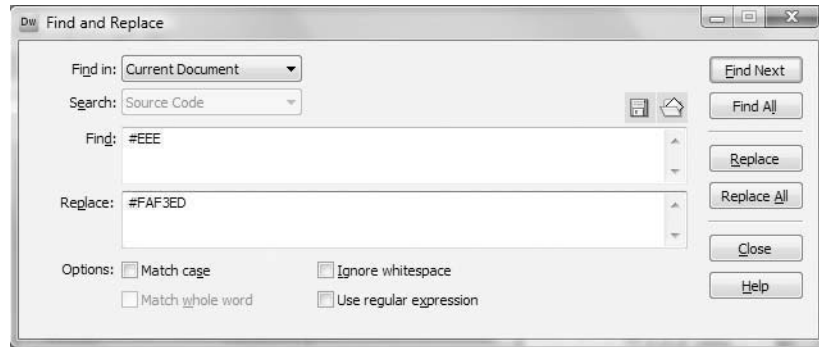 Dw Find and Replace
Find in: Current Document
Find Next
Search: Source Code
Find All
Find: #EEE
Replace
Replace: #FAF3ED
Replace All
Close
Options: Match case Ignore whitespace
Help
Match whole word Use regular expression